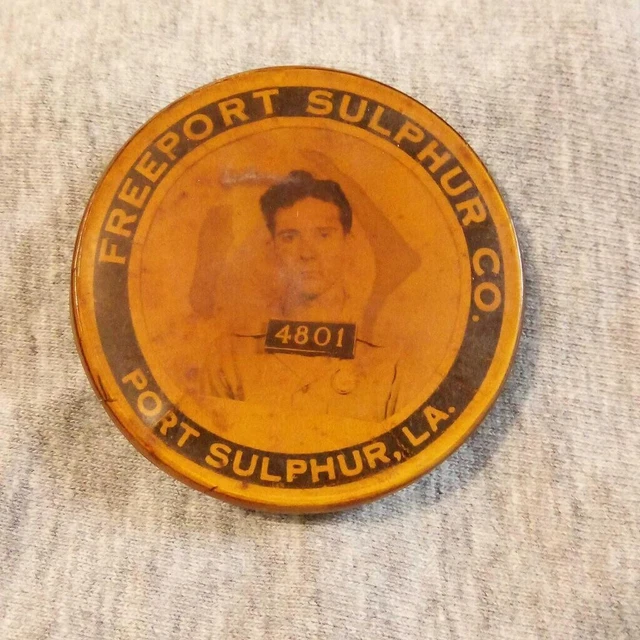 FREEPORT SULPHUR CO.
4801
PORT SULPHUR, LA.